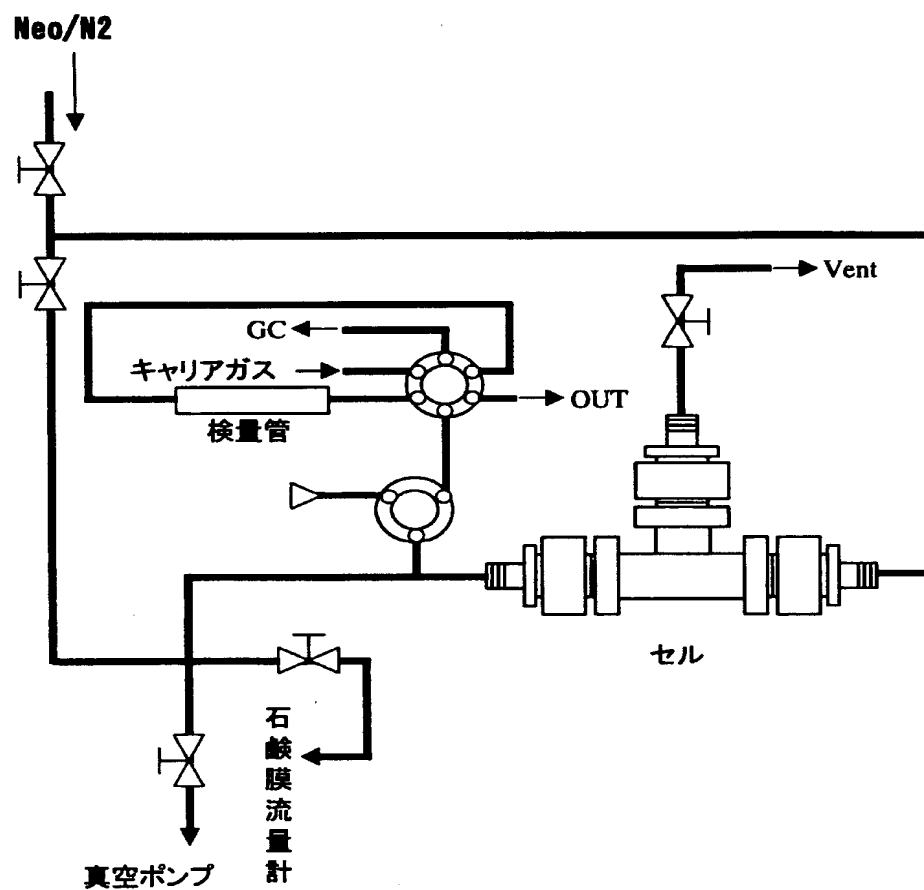 Neo/N2
Vent
GC
キャリアガス
OUT
検量管
セル
石鹸膜流量計
真空ポンプ